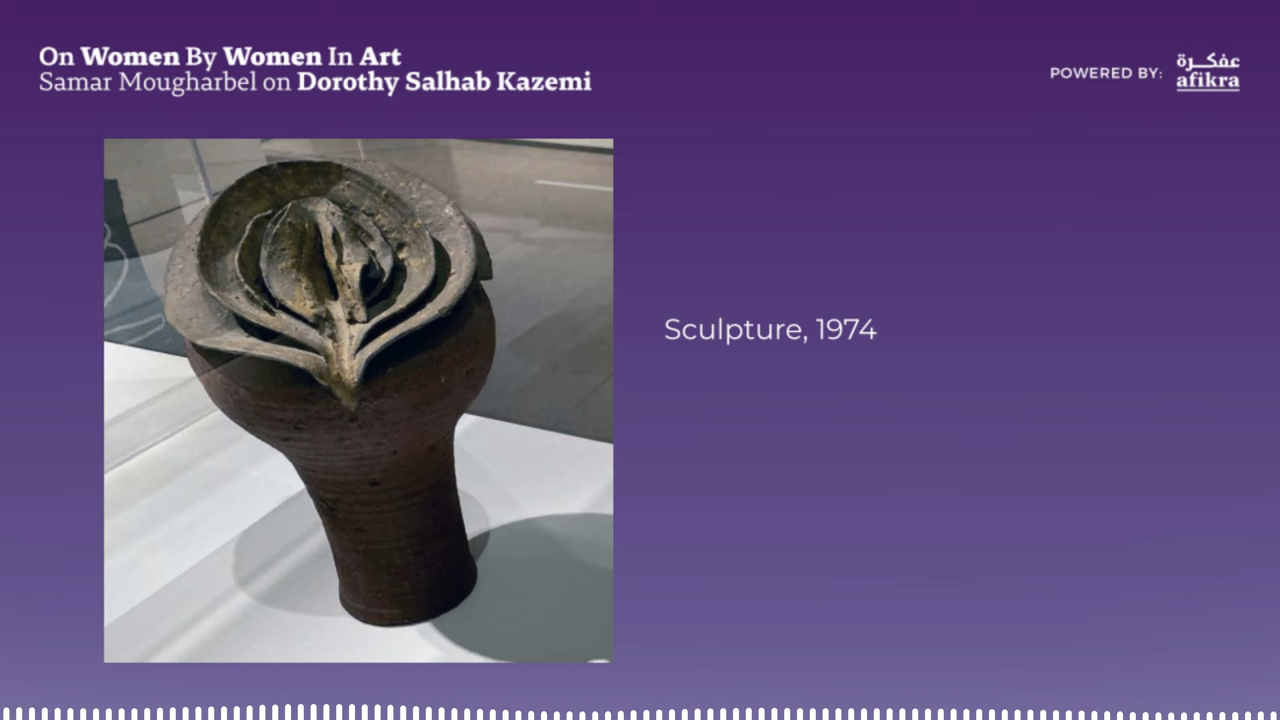 On Women By Women In Art
Samar Mougharbel on Dorothy Salhab Kazemi
POWERED BY:
عفكرة
afikra
Sculpture, 1974